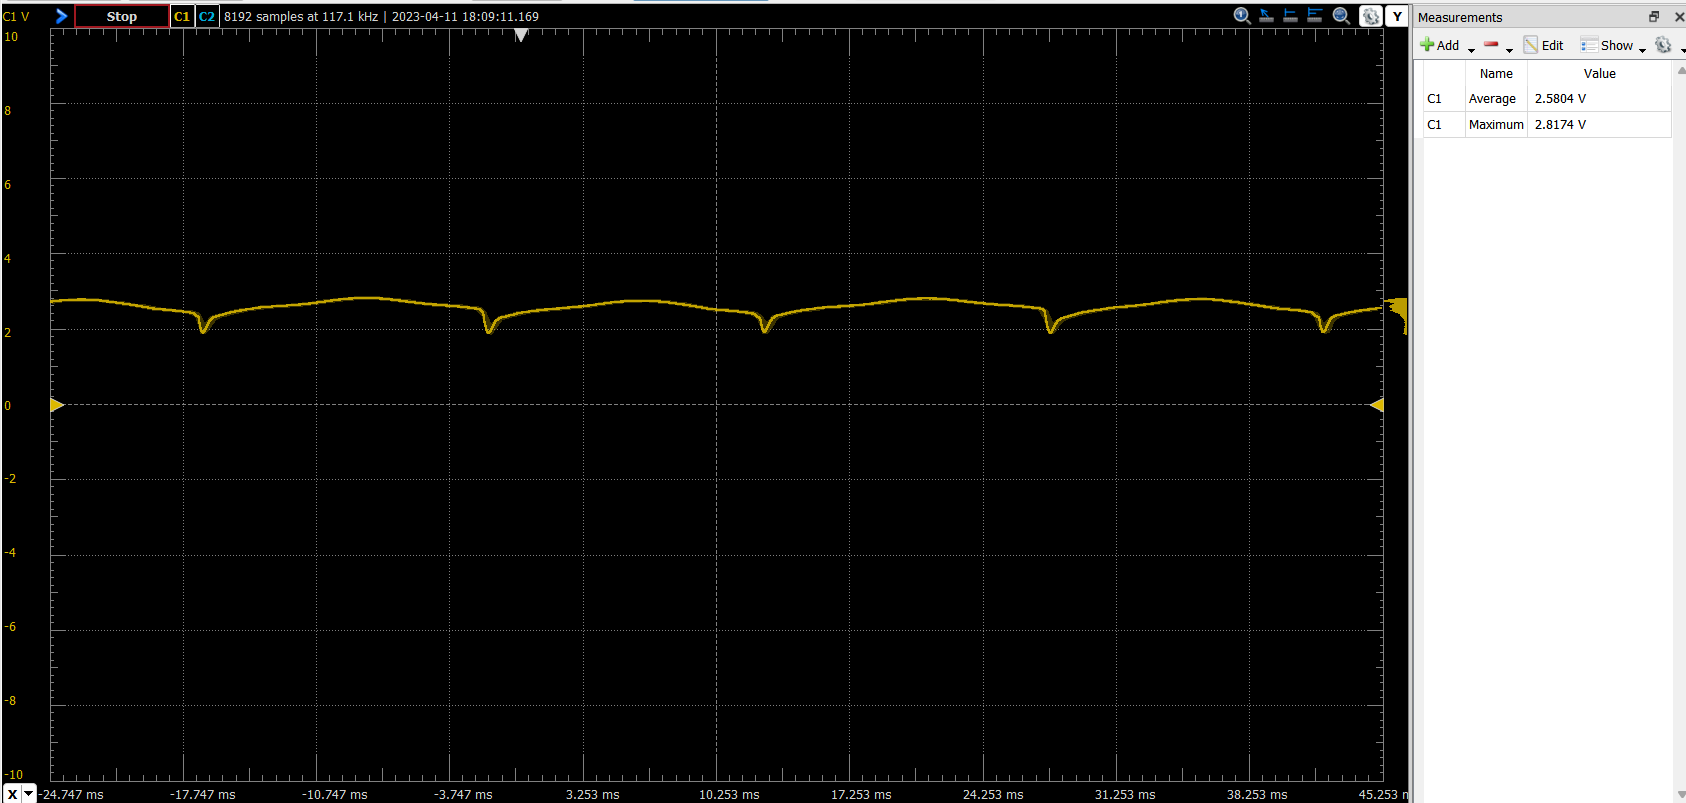 C1 V Stop C1 C2 8192 samples at 117.1 kHz | 2023-04-11 18:09:11.169 Y
10
8
6
4
2
0
-2
-4
-6
-8
-10
X -24.747 ms -17.747 ms -10.747 ms -3.747 ms 3.253 ms 10.253 ms 17.253 ms 24.253 ms 31.253 ms 38.253 ms 45.253
Measurements
Add Edit Show
Name Value
C1 Average 2.5804 V
C1 Maximum 2.8174 V